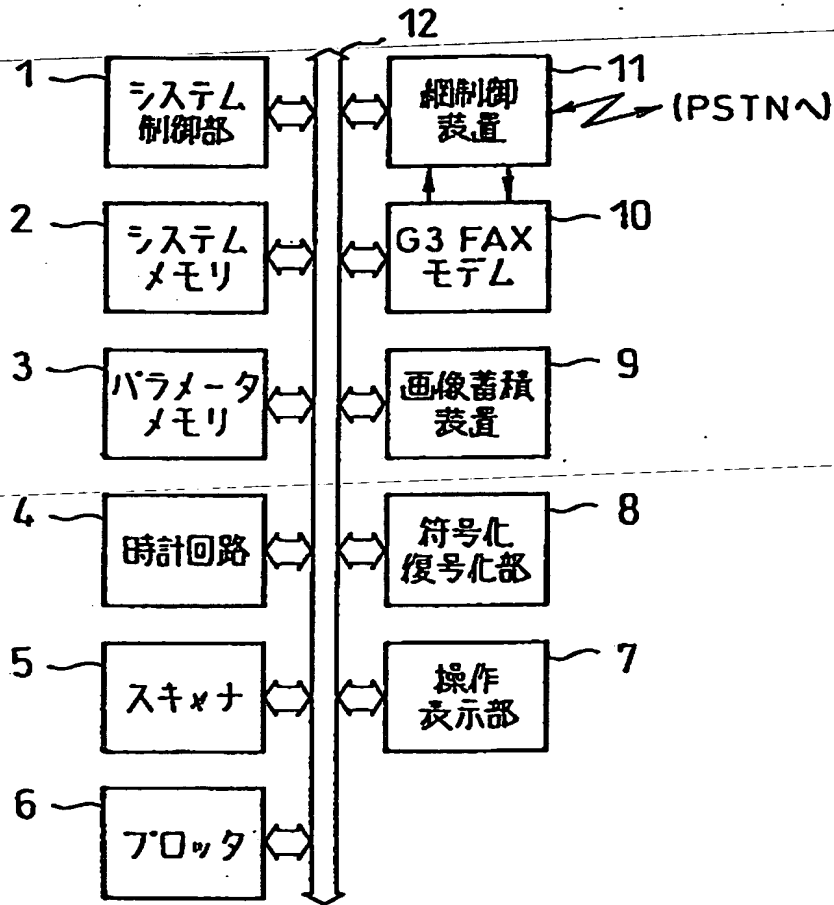 12
1
システム
制御部
11
網制御
装置
(PSTNへ)
2
システム
メモリ
10
G3 FAX
モデム
3
パラメータ
メモリ
9
画像蓄積
装置
4
時計回路
8
符号化
復号化部
5
スキャナ
7
操作
表示部
6
プロッタ